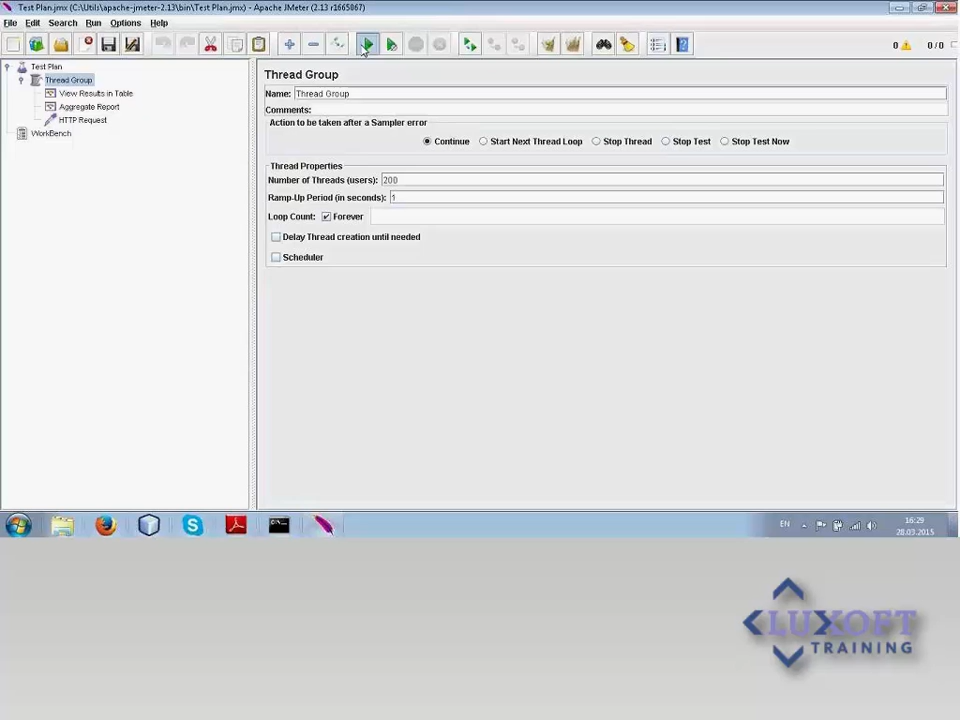 Test Plan.jmx (C:\Utils\apache-jmeter-2.13\bin\Test Plan.jmx) - Apache JMeter (2.13 r1665067)
File Edit Search Run Options Help
0 0/0
Test Plan
Thread Group
View Results in Table
Aggregate Report
HTTP Request
WorkBench
Thread Group
Name: Thread Group
Comments:
Action to be taken after a Sampler error
Continue Start Next Thread Loop Stop Thread Stop Test Stop Test Now
Thread Properties
Number of Threads (users): 200
Ramp-Up Period (in seconds): 1
Loop Count: Forever
Delay Thread creation until needed
Scheduler
EN
16:29
28.03.2015
LUXOFT
TRAINING